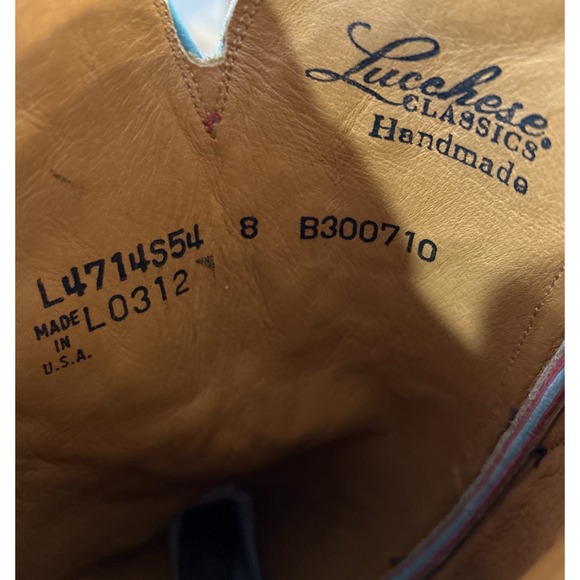 Lucchese®
CLASSICS
Handmade
L4714S54 8 B300710
MADE IN U.S.A. L0312